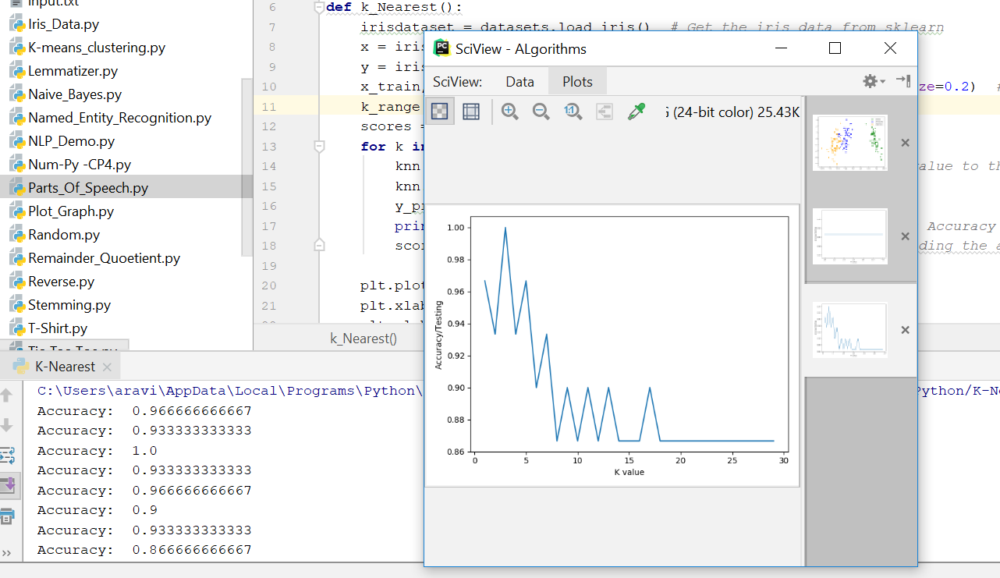 input.txt
Iris_Data.py
K-means_clustering.py
Lemmatizer.py
Naive_Bayes.py
Named_Entity_Recognition.py
NLP_Demo.py
Num-Py -CP4.py
Parts_Of_Speech.py
Plot_Graph.py
Random.py
Remainder_Quoetient.py
Reverse.py
Stemming.py
T-Shirt.py
6 def k_Nearest():
7 irisdataset = datasets.load_iris() # Get the iris data from sklearn
8 x = iris
9 y = iris
10 x_train, ze=0.2) #
11 k_range
12 scores =
13 for k in
14 knn alue to th
15 knn
16 y_pr
17 prin Accuracy
18 scor ding the a
19
20 plt.plot
21 plt.xlab
k_Nearest()
SciView - ALgorithms
SciView: Data Plots
1:1 (24-bit color) 25.43K
1.00
0.98
0.96
0.94
0.92
0.90
0.88
0.86
Accuracy/Testing
0 5 10 15 20 25 30
K value
K-Nearest
C:\Users\aravi\AppData\Local\Programs\Python\ Python/K-Ne
Accuracy: 0.966666666667
Accuracy: 0.933333333333
Accuracy: 1.0
Accuracy: 0.933333333333
Accuracy: 0.966666666667
Accuracy: 0.9
Accuracy: 0.933333333333
Accuracy: 0.866666666667